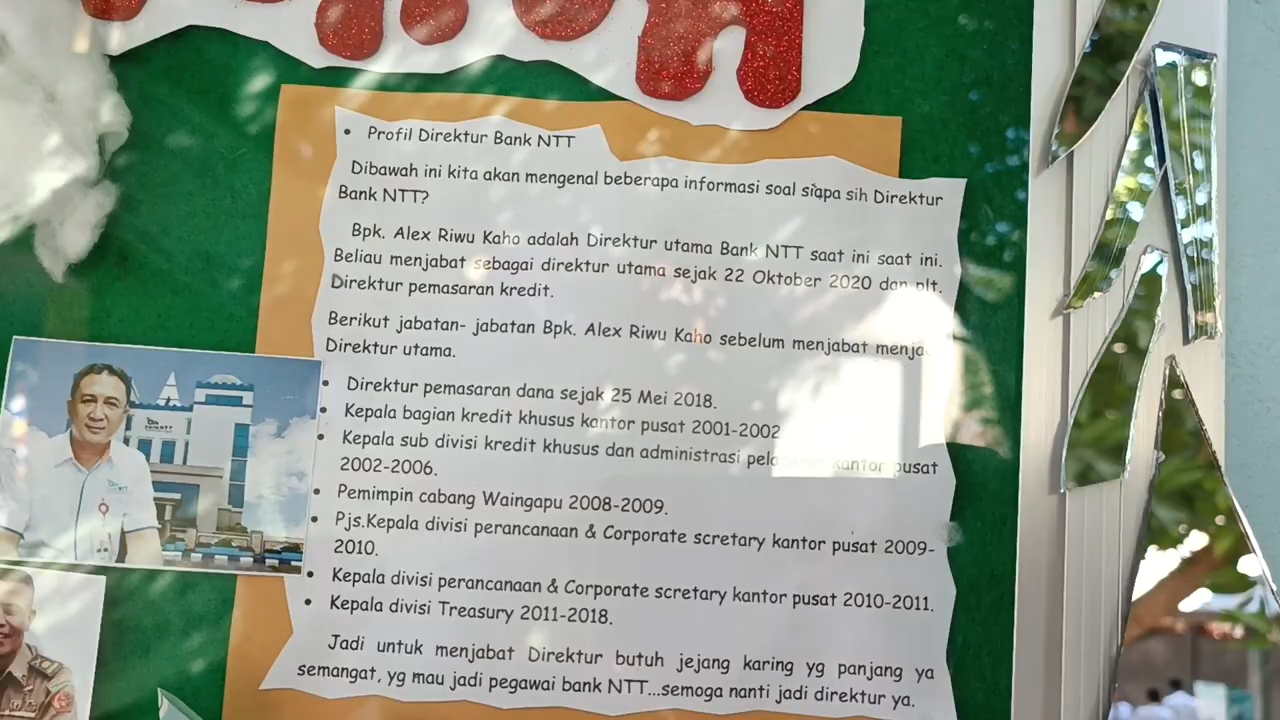 • Profil Direktur Bank NTT
Dibawah ini kita akan mengenal beberapa informasi soal siapa sih Direktur
Bank NTT?
Bpk. Alex Riwu Kaho adalah Direktur utama Bank NTT saat ini saat ini.
Beliau menjabat sebagai direktur utama sejak 22 Oktober 2020 dan plt.
Direktur pemasaran kredit.
Berikut jabatan- jabatan Bpk. Alex Riwu Kaho sebelum menjabat
Direktur utama.
• Direktur pemasaran dana sejak 25 Mei 2018.
• Kepala bagian kredit khusus kantor pusat 2001-2002
• Kepala sub divisi kredit khusus dan administrasi kantor pusat
2002-2006.
• Pemimpin cabang Waingapu 2008-2009.
• Pjs.Kepala divisi perancanaan & Corporate scretary kantor pusat 2009-
2010.
• Kepala divisi perancanaan & Corporate scretary kantor pusat 2010-2011.
• Kepala divisi Treasury 2011-2018.
Jadi untuk menjabat Direktur butuh jejang karing yg panjang ya
semangat, yg mau jadi pegawai bank NTT...semoga nanti jadi direktur ya.